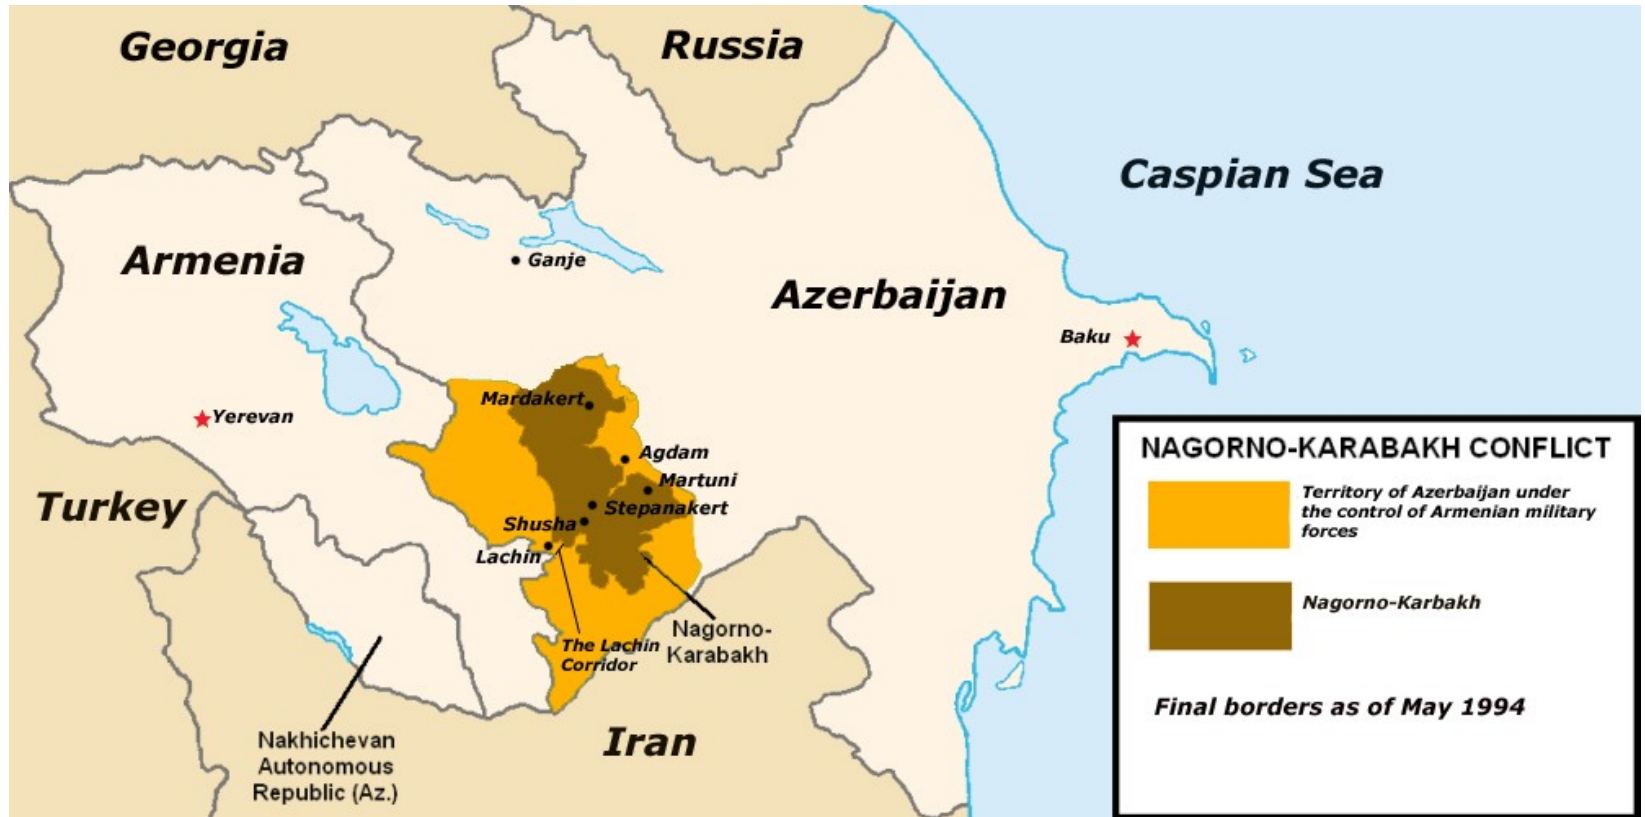 Georgia
Russia
Caspian Sea
Armenia
Ganje
Azerbaijan
Baku
Mardakert
Yerevan
Agdam
Martuni
Turkey
Stepanakert
Shusha
Lachin
The Lachin
Corridor
Nagorno-
Karabakh
Nakhichevan
Autonomous
Republic (Az.)
Iran
NAGORNO-KARABAKH CONFLICT
Territory of Azerbaijan under
the control of Armenian military
forces
Nagorno-Karbakh
Final borders as of May 1994